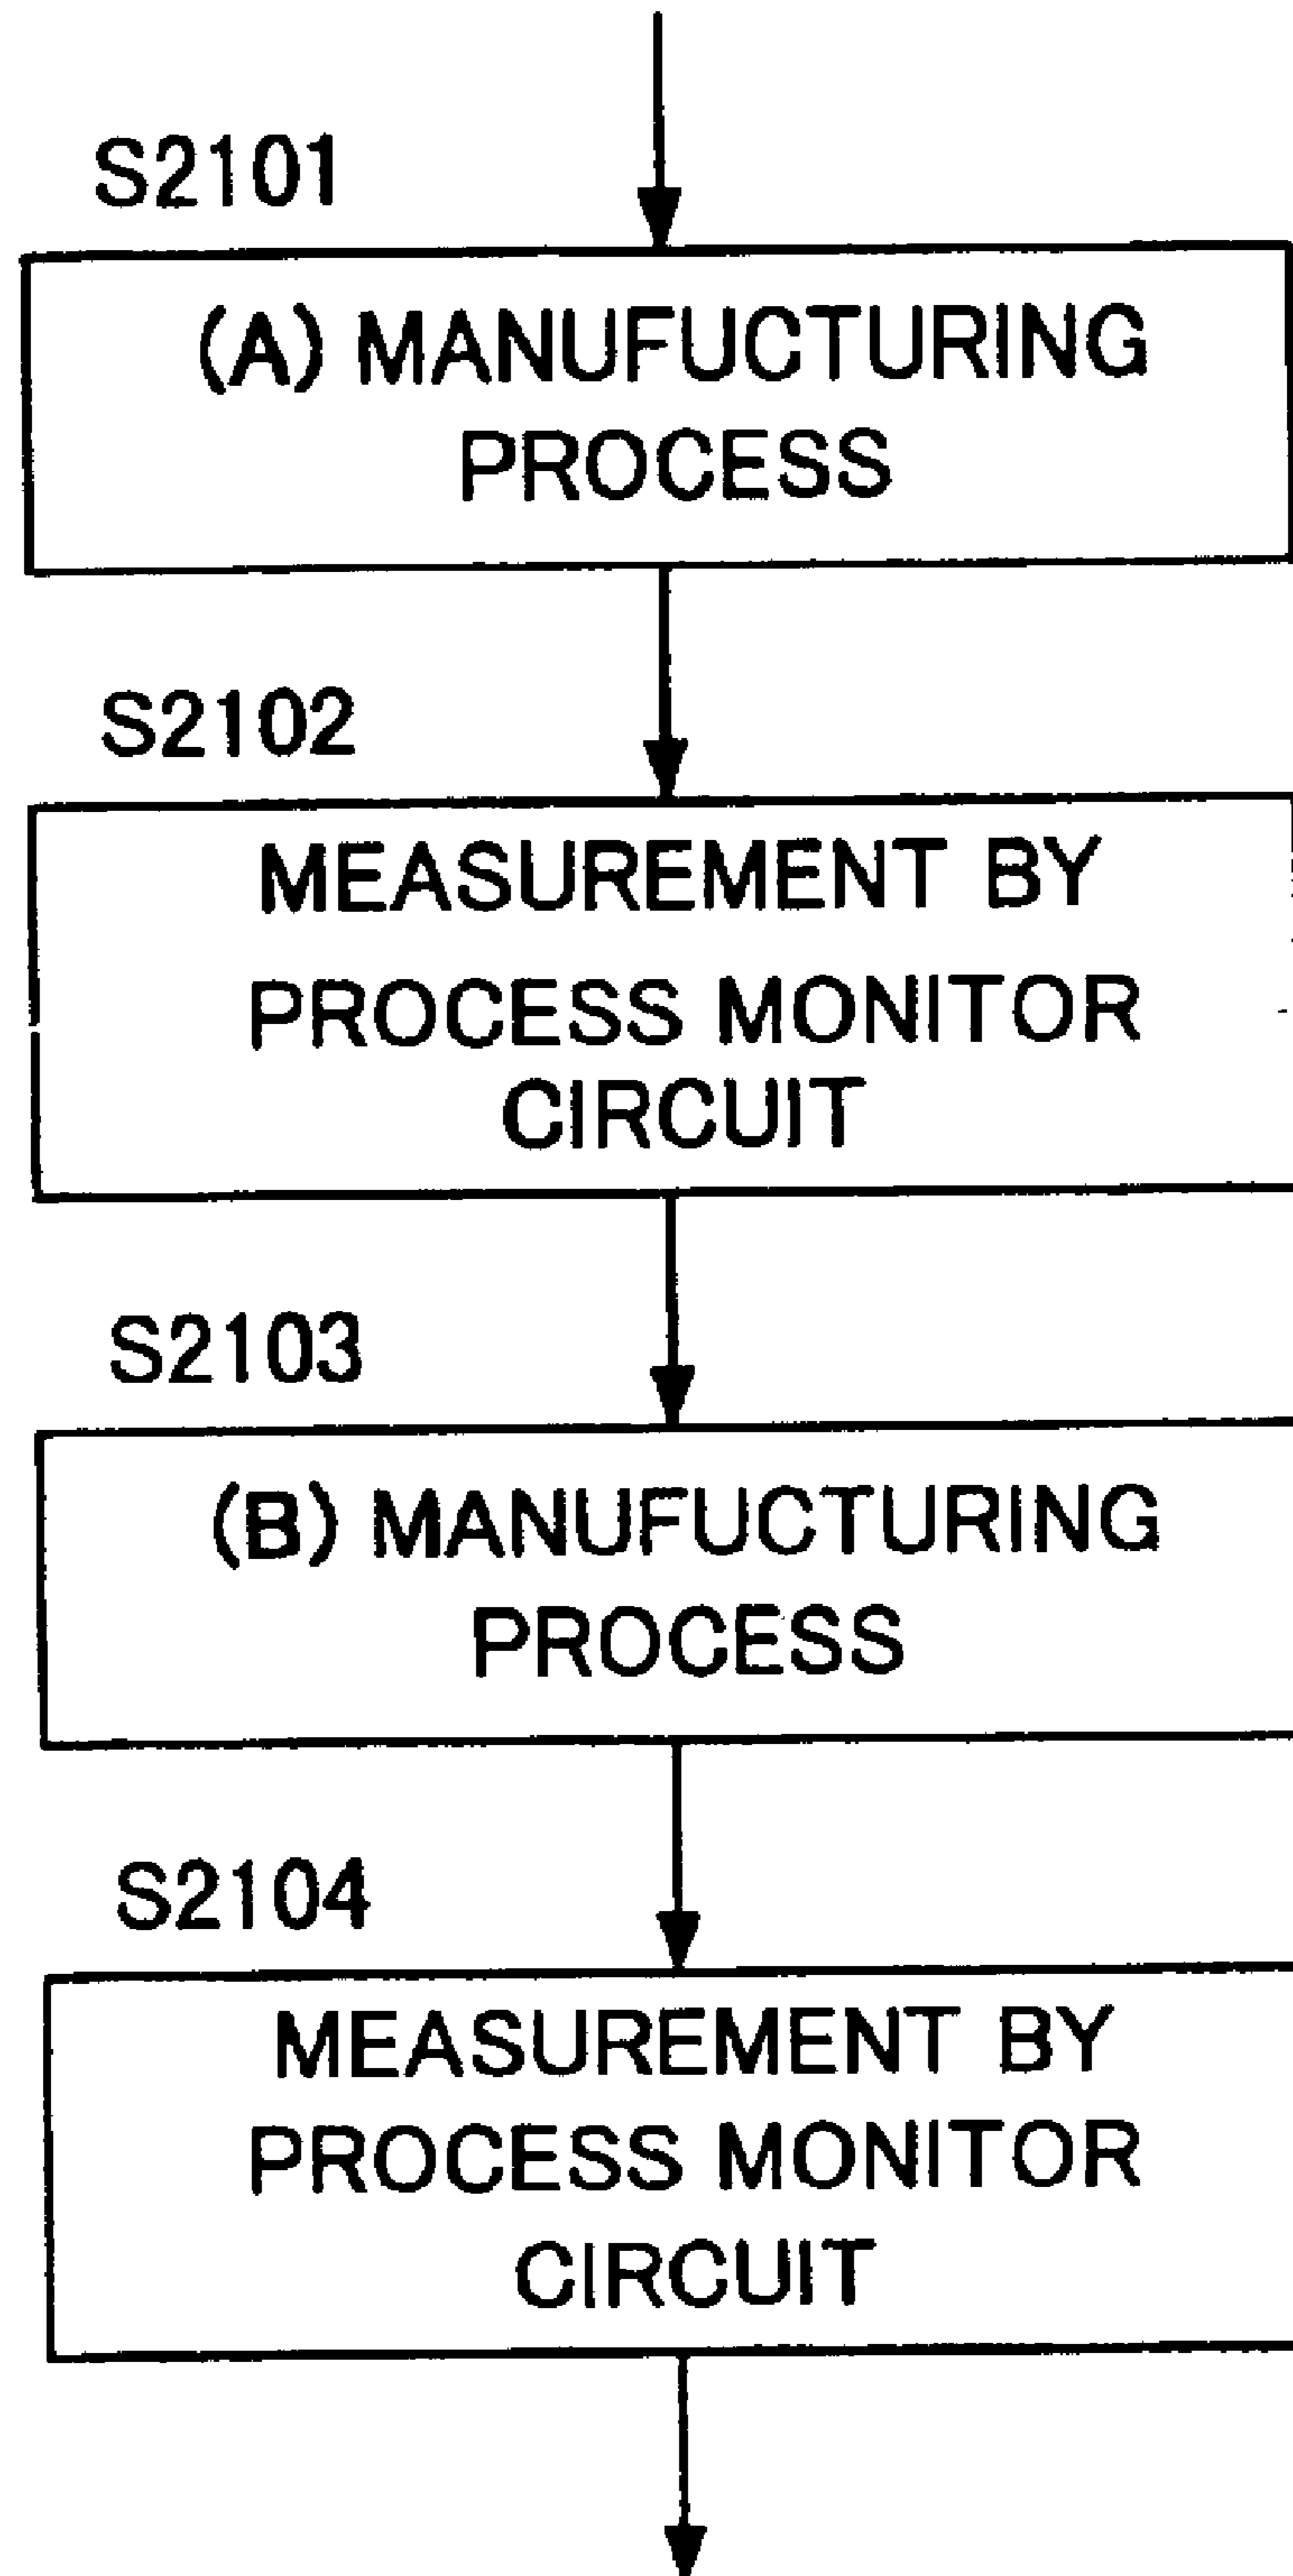 S2101
(A) MANUFUCTURING
PROCESS
S2102
MEASUREMENT BY
PROCESS MONITOR
CIRCUIT
S2103
(B) MANUFUCTURING
PROCESS
S2104
MEASUREMENT BY
PROCESS MONITOR
CIRCUIT